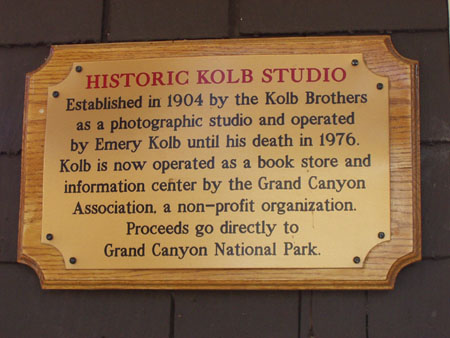 HISTORIC KOLB STUDIO
Established in 1904 by the Kolb Brothers
as a photographic studio and operated
by Emery Kolb until his death in 1976.
Kolb is now operated as a book store and
information center by the Grand Canyon
Association, a non-profit organization.
Proceeds go directly to
Grand Canyon National Park.